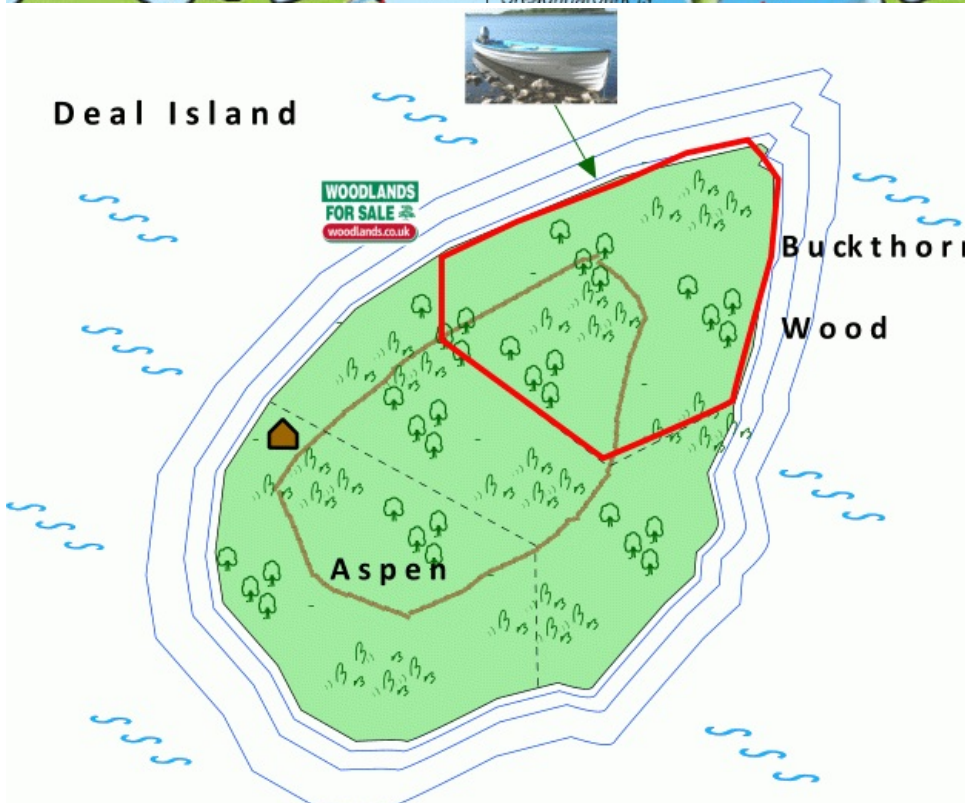 Deal Island
WOODLANDS
FOR SALE
woodlands.co.uk
Buckthorn
Wood
Aspen